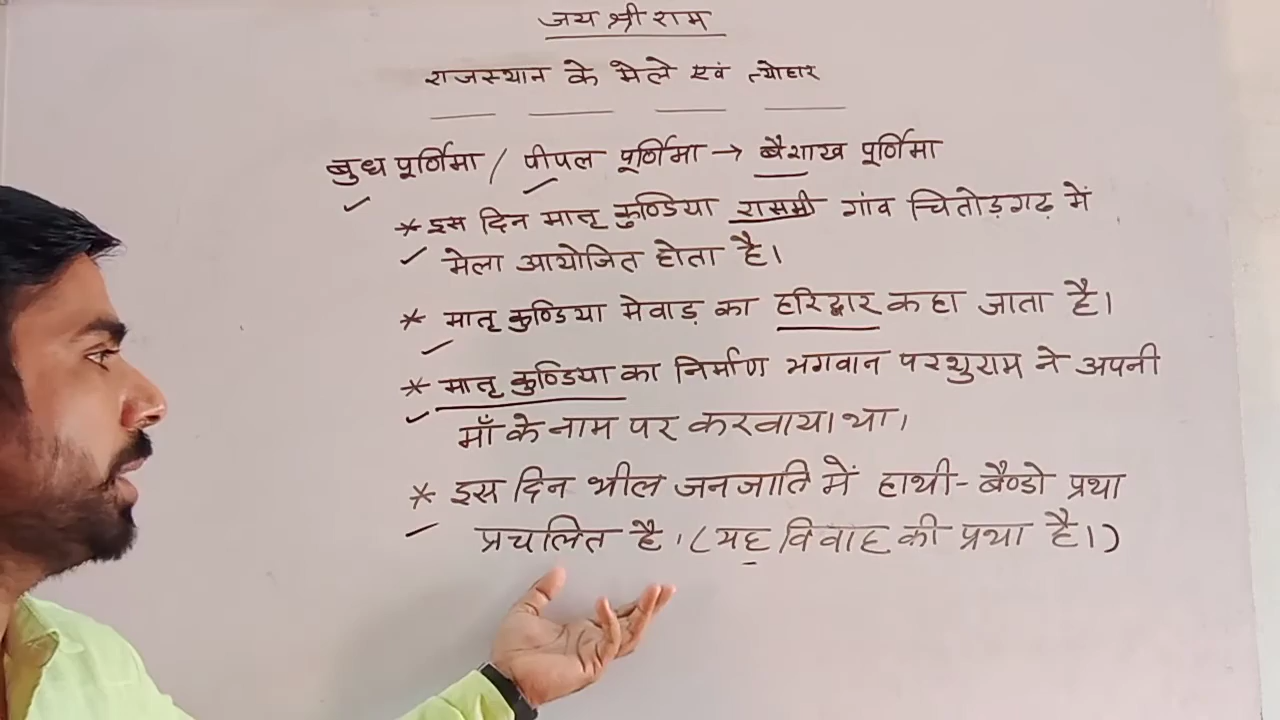 जय श्री राम
राजस्थान के मेले एवं त्योहार
बुध पूर्णिमा / पीपल पूर्णिमा → बैशाख पूर्णिमा
* इस दिन मातृ कुण्डिया रासमी गांव चितोड़गढ़ में
मेला आयोजित होता है।
* मातृ कुण्डिया मेवाड़ का हरिद्वार कहा जाता है।
* मातृ कुण्डिया का निर्माण भगवान परशुराम ने अपनी
माँ के नाम पर करवाया था।
* इस दिन भील जनजाति में हाथी-बैण्डो प्रथा
प्रचलित है। (यह विवाह की प्रथा है।)